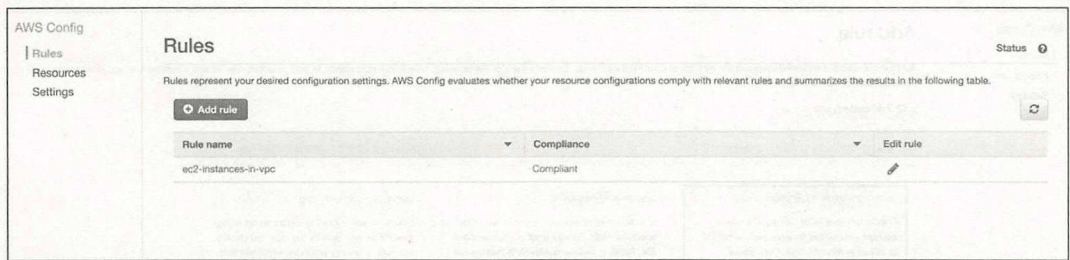 AWS Config
Rules
Resources
Settings
Rules
Status
Rules represent your desired configuration settings. AWS Config evaluates whether your resource configurations comply with relevant rules and summarizes the results in the following table.
Add rule
Rule name Compliance Edit rule
ec2-instances-in-vpc Compliant